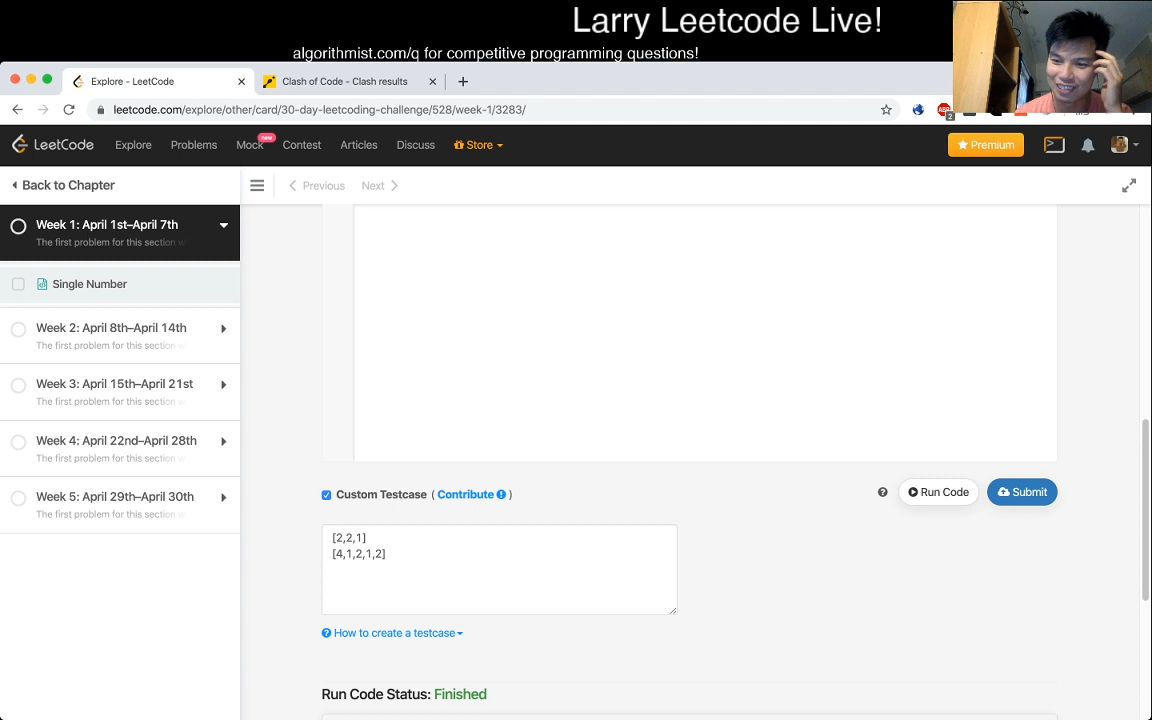 Larry Leetcode Live!
algorithmist.com/q for competitive programming questions!
Explore - LeetCode
Clash of Code - Clash results
leetcode.com/explore/other/card/30-day-leetcoding-challenge/528/week-1/3283/
ABP
2
LeetCode
Explore
Problems
Mock
new
Contest
Articles
Discuss
Store
Premium
Back to Chapter
Previous
Next
Week 1: April 1st–April 7th
The first problem for this section w
Single Number
Week 2: April 8th–April 14th
The first problem for this section w
Week 3: April 15th–April 21st
The first problem for this section w
Week 4: April 22nd–April 28th
The first problem for this section w
Week 5: April 29th–April 30th
The first problem for this section w
Custom Testcase ( Contribute )
Run Code
Submit
[2,2,1]
[4,1,2,1,2]
How to create a testcase
Run Code Status: Finished